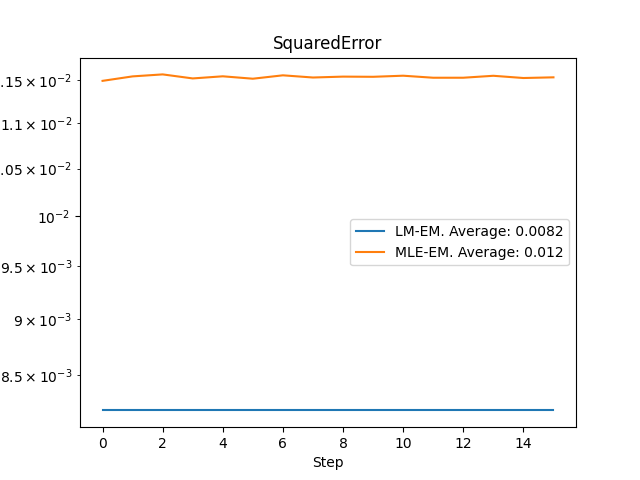 SquaredError
.15 × 10⁻²
1.1 × 10⁻²
.05 × 10⁻²
10⁻²
9.5 × 10⁻³
9 × 10⁻³
8.5 × 10⁻³
LM-EM. Average: 0.0082
MLE-EM. Average: 0.012
0 2 4 6 8 10 12 14
Step